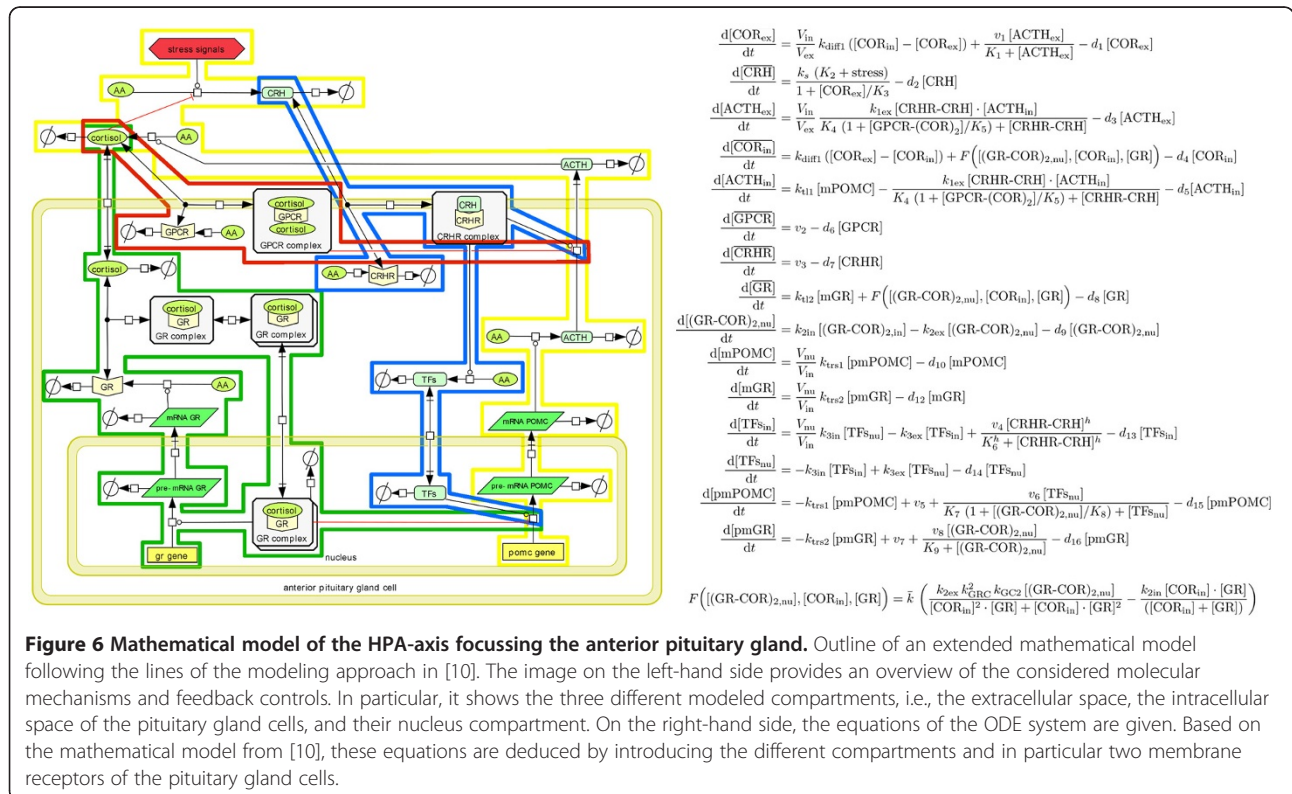 stress signals
AA
CRH
∅
∅
cortisol
AA
ACTH
∅
∅
GPCR
AA
cortisol
GPCR
cortisol
GPCR complex
CRH
CRHR
CRHR complex
AA
CRHR
∅
cortisol
∅
cortisol
GR
GR complex
cortisol
GR
GR complex
AA
ACTH
∅
∅
GR
AA
∅
TFs
AA
∅
mRNA GR
mRNA POMC
∅
∅
pre- mRNA GR
∅
TFs
∅
pre- mRNA POMC
∅
cortisol
GR
GR complex
gr gene
nucleus
pomc gene
anterior pituitary gland cell
d[COR_ex]/dt = V_in/V_ex k_diff1 ([COR_in] − [COR_ex]) + v_1 [ACTH_ex]/(K_1 + [ACTH_ex]) − d_1 [COR_ex]
d[C̅R̅H̅]/dt = k_s (K_2 + stress)/(1 + [COR_ex]/K_3) − d_2 [CRH]
d[ACTH_ex]/dt = V_in/V_ex k_1ex [CRHR-CRH] · [ACTH_in]/(K_4 (1 + [GPCR-(COR)_2]/K_5) + [CRHR-CRH]) − d_3 [ACTH_ex]
d[COR_in]/dt = k_diff1 ([COR_ex] − [COR_in]) + F([(GR-COR)_2,nu], [COR_in], [GR]) − d_4 [COR_in]
d[ACTH_in]/dt = k_tl1 [mPOMC] − k_1ex [CRHR-CRH] · [ACTH_in]/(K_4 (1 + [GPCR-(COR)_2]/K_5) + [CRHR-CRH]) − d_5[ACTH_in]
d[G̅P̅C̅R̅]/dt = v_2 − d_6 [GPCR]
d[C̅R̅H̅R̅]/dt = v_3 − d_7 [CRHR]
d[G̅R̅]/dt = k_tl2 [mGR] + F([(GR-COR)_2,nu], [COR_in], [GR]) − d_8 [GR]
d[(GR-COR)_2,nu]/dt = k_2in [(GR-COR)_2,in] − k_2ex [(GR-COR)_2,nu] − d_9 [(GR-COR)_2,nu]
d[mPOMC]/dt = V_nu/V_in k_trs1 [pmPOMC] − d_10 [mPOMC]
d[mGR]/dt = V_nu/V_in k_trs2 [pmGR] − d_12 [mGR]
d[TFs_in]/dt = V_nu/V_in k_3in [TFs_nu] − k_3ex [TFs_in] + v_4 [CRHR-CRH]^h/(K_6^h + [CRHR-CRH]^h) − d_13 [TFs_in]
d[TFs_nu]/dt = −k_3in [TFs_in] + k_3ex [TFs_nu] − d_14 [TFs_nu]
d[pmPOMC]/dt = −k_trs1 [pmPOMC] + v_5 + v_6 [TFs_nu]/(K_7 (1 + [(GR-COR)_2,nu]/K_8) + [TFs_nu]) − d_15 [pmPOMC]
d[pmGR]/dt = −k_trs2 [pmGR] + v_7 + v_8 [(GR-COR)_2,nu]/(K_9 + [(GR-COR)_2,nu]) − d_16 [pmGR]
F([(GR-COR)_2,nu], [COR_in], [GR]) = k̄ (k_2ex k_GRC^2 k_GC2 [(GR-COR)_2,nu]/([COR_in]^2 · [GR] + [COR_in] · [GR]^2) − k_2in [COR_in] · [GR]/([COR_in] + [GR]))
Figure 6 Mathematical model of the HPA-axis focussing the anterior pituitary gland. Outline of an extended mathematical model
following the lines of the modeling approach in [10]. The image on the left-hand side provides an overview of the considered molecular
mechanisms and feedback controls. In particular, it shows the three different modeled compartments, i.e., the extracellular space, the intracellular
space of the pituitary gland cells, and their nucleus compartment. On the right-hand side, the equations of the ODE system are given. Based on
the mathematical model from [10], these equations are deduced by introducing the different compartments and in particular two membrane
receptors of the pituitary gland cells.